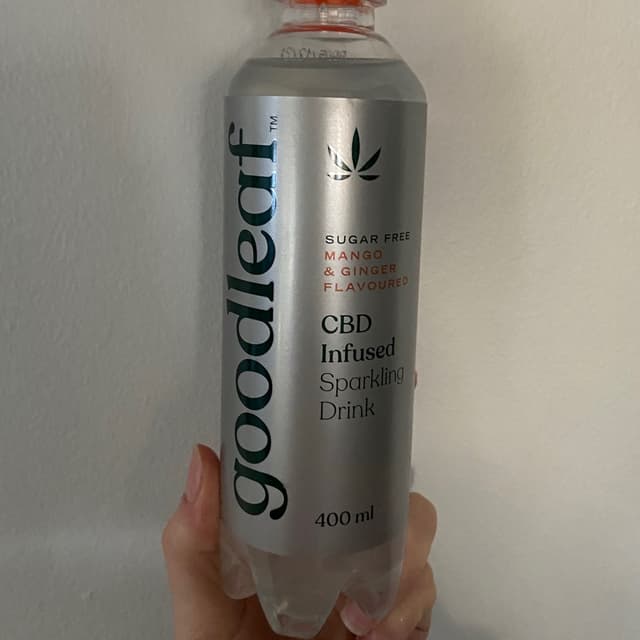 goodleaf™
SUGAR FREE
MANGO
& GINGER
FLAVOURED
CBD
Infused
Sparkling
Drink
400 ml